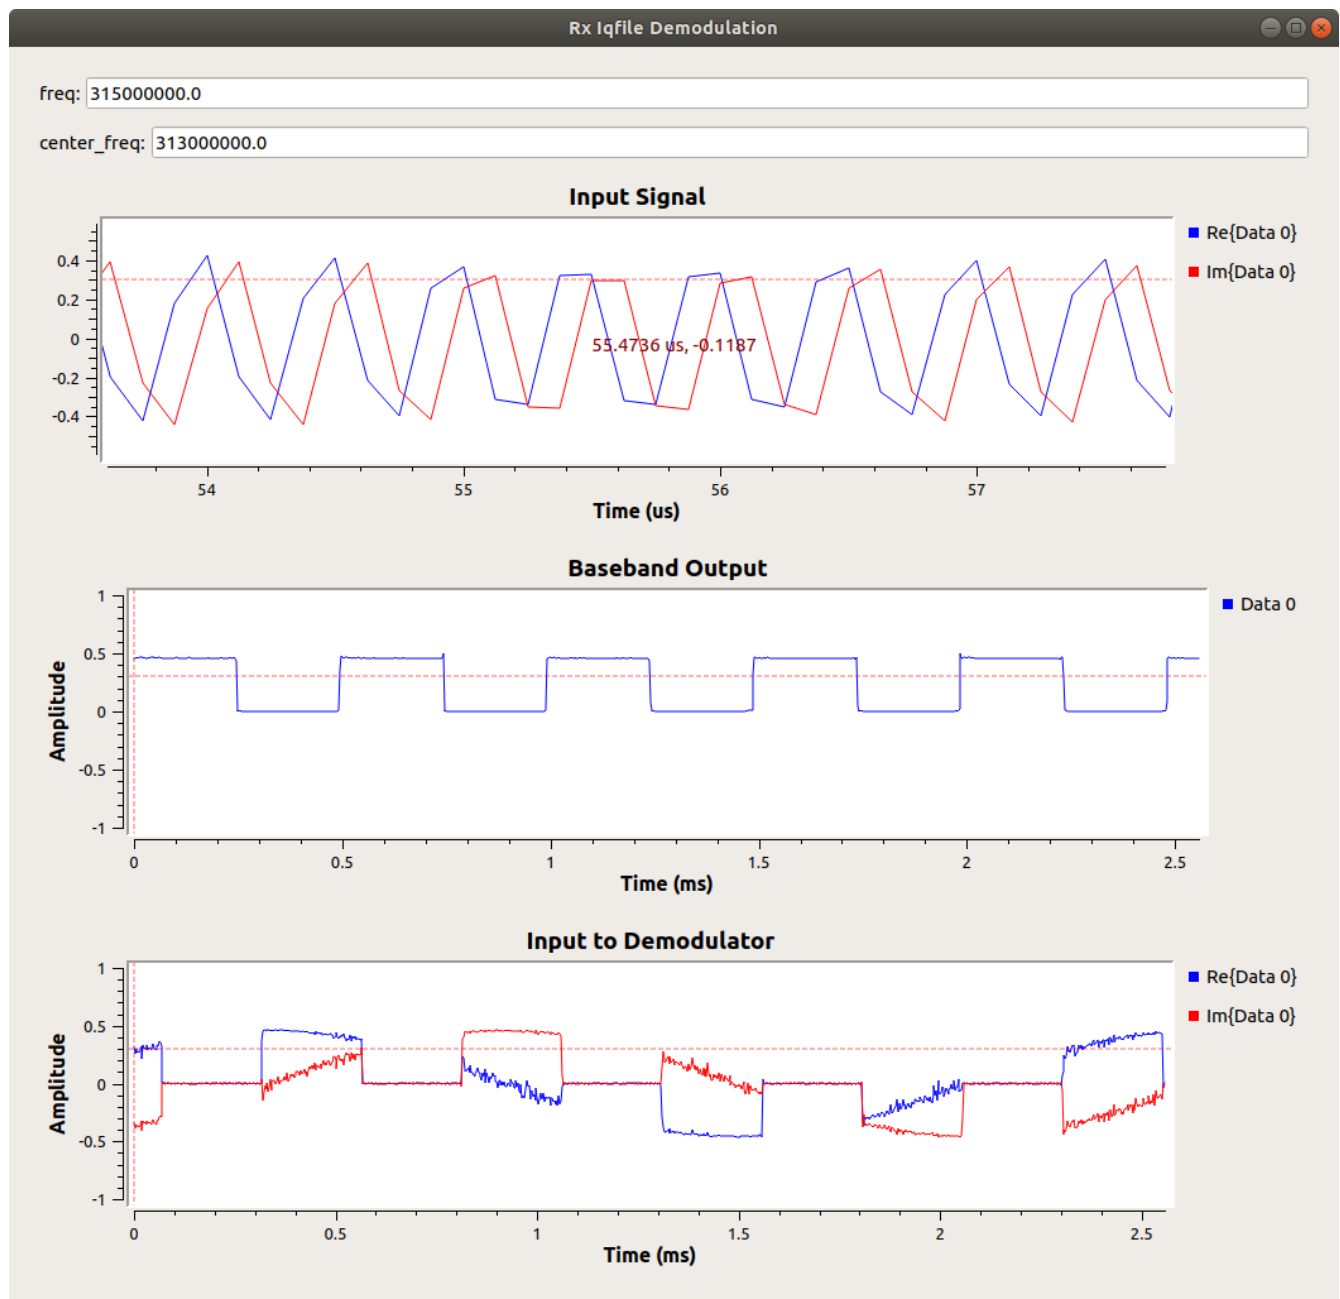 Rx Iqfile Demodulation
freq: 315000000.0
center_freq: 313000000.0
Input Signal
Re{Data 0}
Im{Data 0}
0.4
0.2
0
-0.2
-0.4
55.4736 us, -0.1187
54 55 56 57
Time (us)
Baseband Output
Data 0
Amplitude
1
0.5
0
-0.5
-1
0 0.5 1 1.5 2 2.5
Time (ms)
Input to Demodulator
Re{Data 0}
Im{Data 0}
Amplitude
1
0.5
0
-0.5
-1
0 0.5 1 1.5 2 2.5
Time (ms)